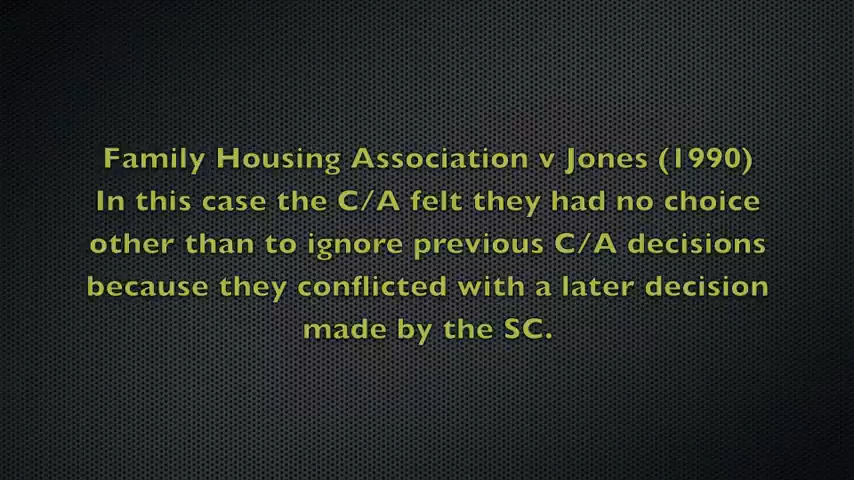 Family Housing Association v Jones (1990)
In this case the C/A felt they had no choice
other than to ignore previous C/A decisions
because they conflicted with a later decision
made by the SC.